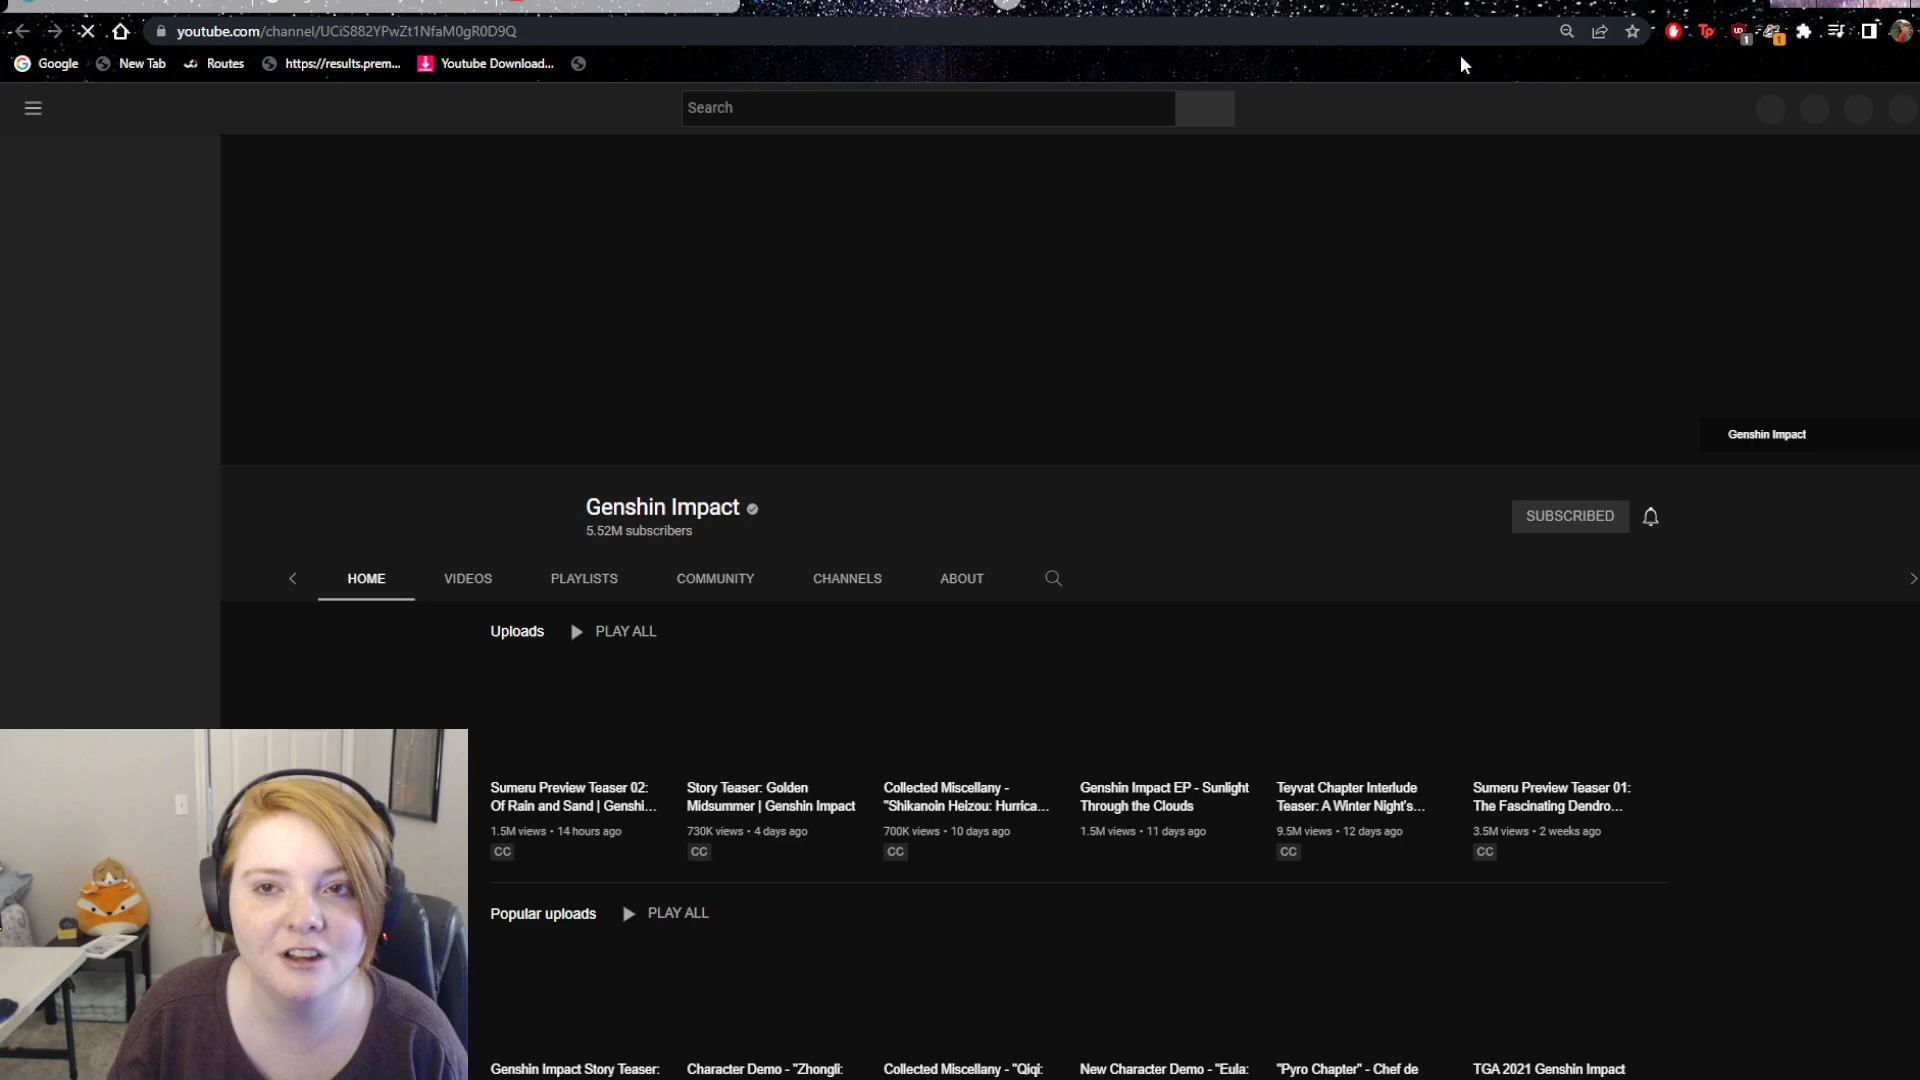 youtube.com/channel/UCiS882YPwZt1NfaM0gR0D9Q
Google
New Tab
Routes
https://results.prem...
Youtube Download...
Search
Genshin Impact
Genshin Impact
5.52M subscribers
SUBSCRIBED
HOME
VIDEOS
PLAYLISTS
COMMUNITY
CHANNELS
ABOUT
Uploads
PLAY ALL
Sumeru Preview Teaser 02:
Of Rain and Sand | Genshi...
1.5M views • 14 hours ago
CC
Story Teaser: Golden
Midsummer | Genshin Impact
730K views • 4 days ago
CC
Collected Miscellany -
"Shikanoin Heizou: Hurrica...
700K views • 10 days ago
CC
Genshin Impact EP - Sunlight
Through the Clouds
1.5M views • 11 days ago
Teyvat Chapter Interlude
Teaser: A Winter Night's...
9.5M views • 12 days ago
CC
Sumeru Preview Teaser 01:
The Fascinating Dendro...
3.5M views • 2 weeks ago
CC
Popular uploads
PLAY ALL
Genshin Impact Story Teaser:
Character Demo - "Zhongli:
Collected Miscellany - "Qiqi:
New Character Demo - "Eula:
"Pyro Chapter" - Chef de
TGA 2021 Genshin Impact